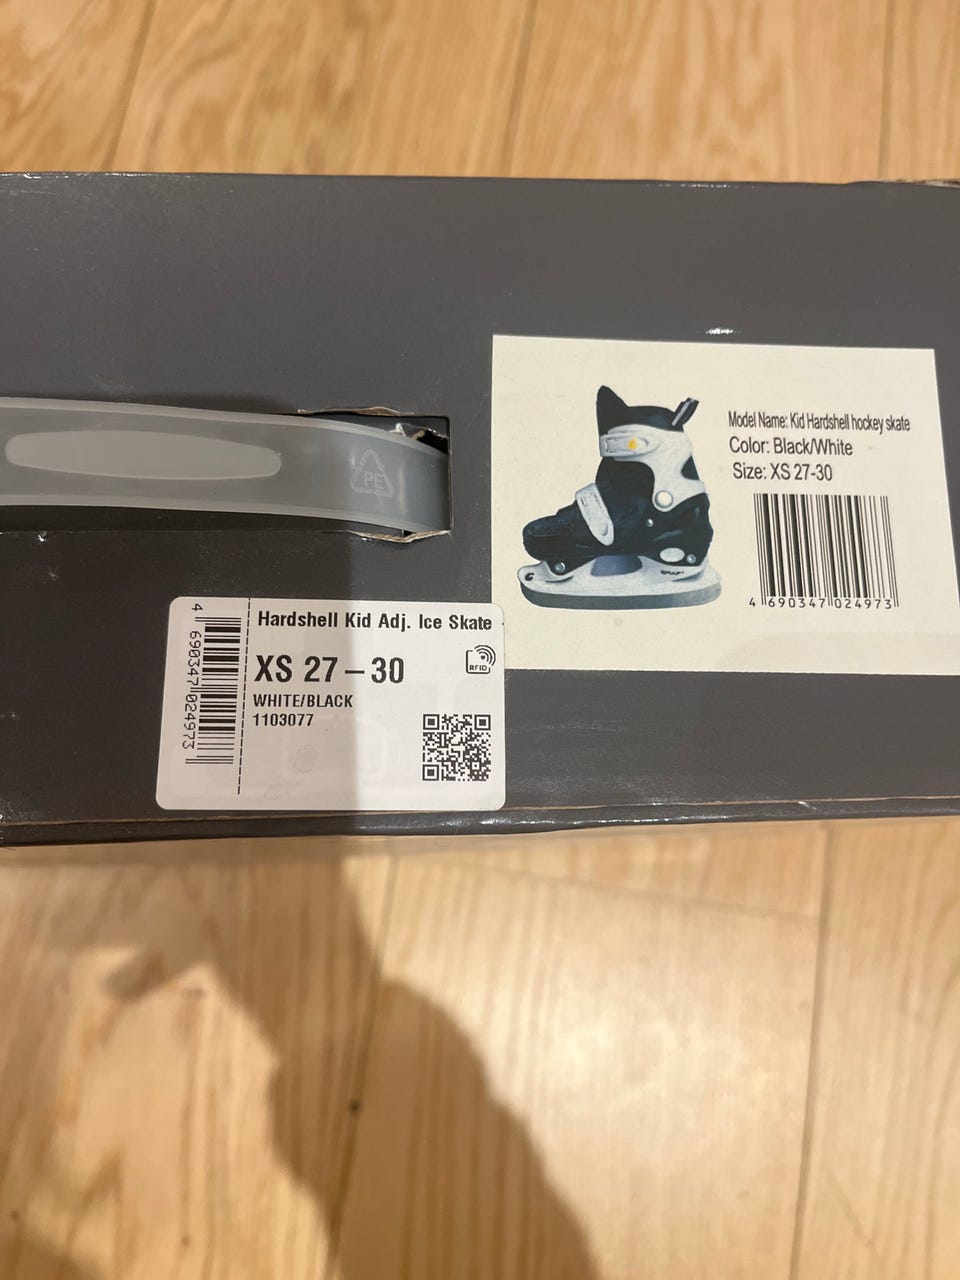 Model Name: Kid Hardshell hockey skate
Color: Black/White
Size: XS 27-30
4 690347 024973
PE
Hardshell Kid Adj. Ice Skate
XS 27–30
RFID
WHITE/BLACK
1103077
4 690347 024973